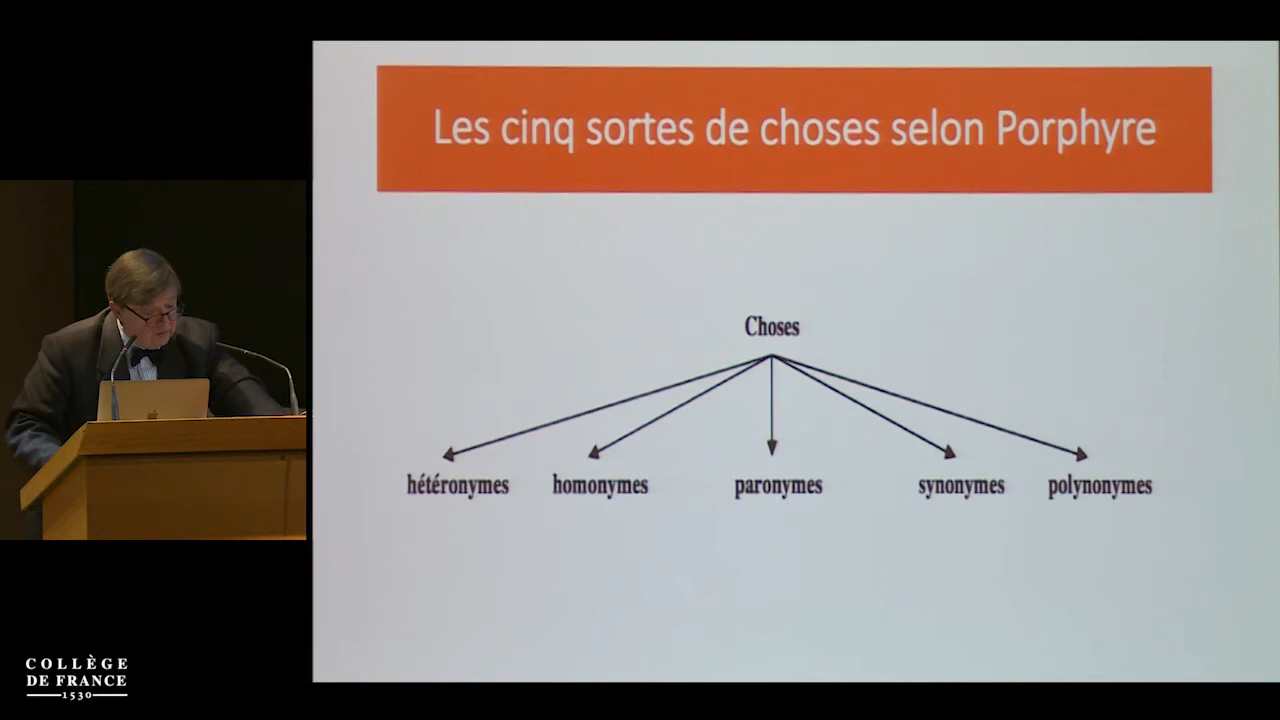 Les cinq sortes de choses selon Porphyre
Choses
hétéronymes homonymes paronymes synonymes polynonymes
COLLÈGE
DE FRANCE
1530